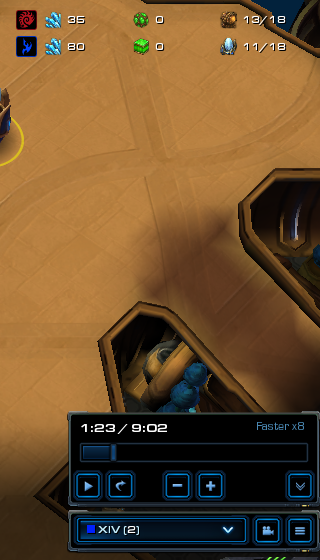 35 0 13/18
80 0 11/18
1:23 / 9:02 Faster x8
XIV (2)